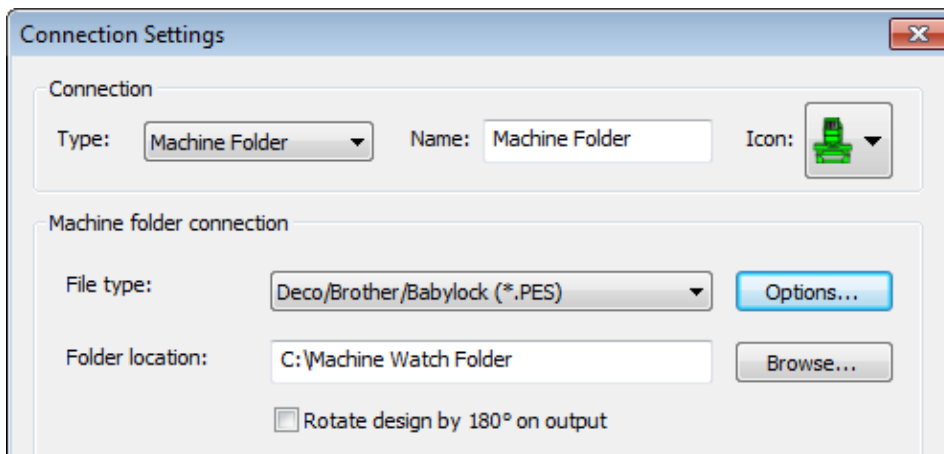 Connection Settings
Connection
Type: Machine Folder Name: Machine Folder Icon:
Machine folder connection
File type: Deco/Brother/Babylock (*.PES) Options...
Folder location: C:\Machine Watch Folder Browse...
Rotate design by 180° on output